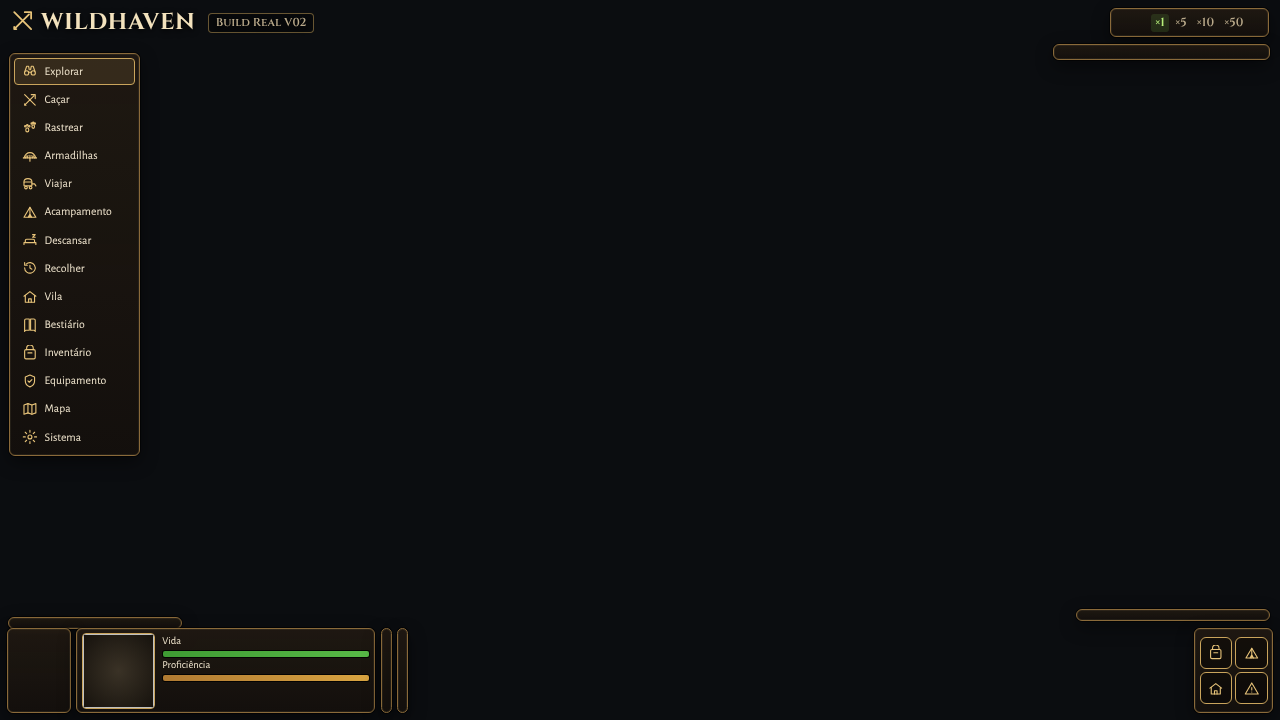 WILDHAVEN
Build Real V02
×1 ×5 ×10 ×50
Explorar
Caçar
Rastrear
Armadilhas
Viajar
Acampamento
Descansar
Recolher
Vila
Bestiário
Inventário
Equipamento
Mapa
Sistema
Vida
Proficiência